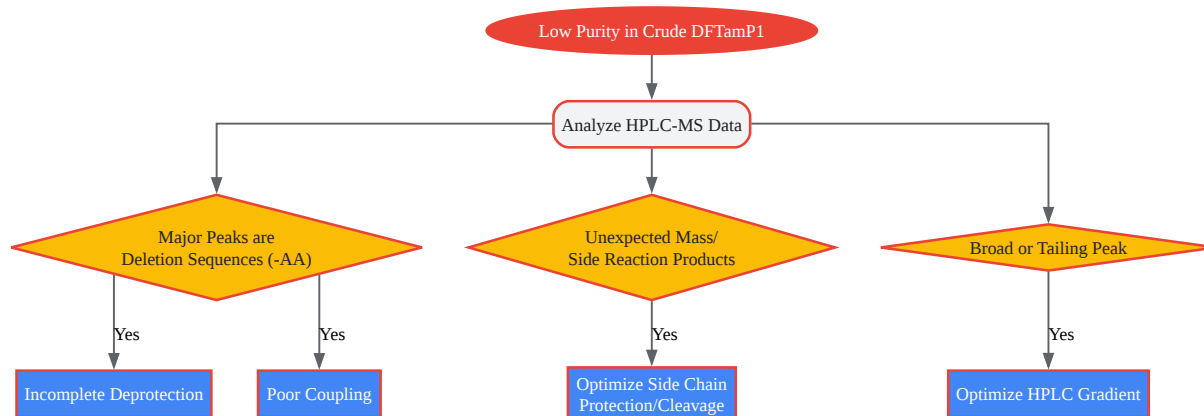 Low Purity in Crude DFTamP1
Analyze HPLC-MS Data
Major Peaks are
Deletion Sequences (-AA)
Unexpected Mass/
Side Reaction Products
Broad or Tailing Peak
Yes
Yes
Yes
Yes
Incomplete Deprotection
Poor Coupling
Optimize Side Chain
Protection/Cleavage
Optimize HPLC Gradient